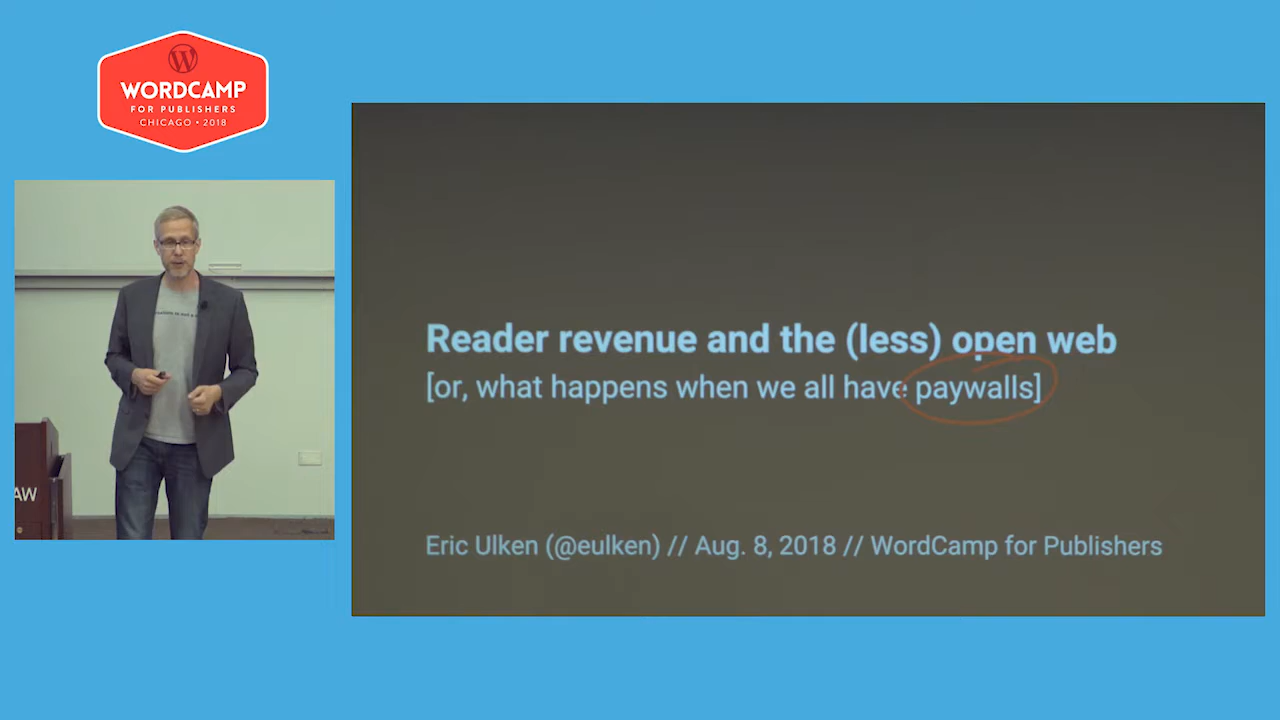 WORDCAMP
FOR PUBLISHERS
CHICAGO • 2018
Reader revenue and the (less) open web
[or, what happens when we all have paywalls]
Eric Ulken (@eulken) // Aug. 8, 2018 // WordCamp for Publishers
AW